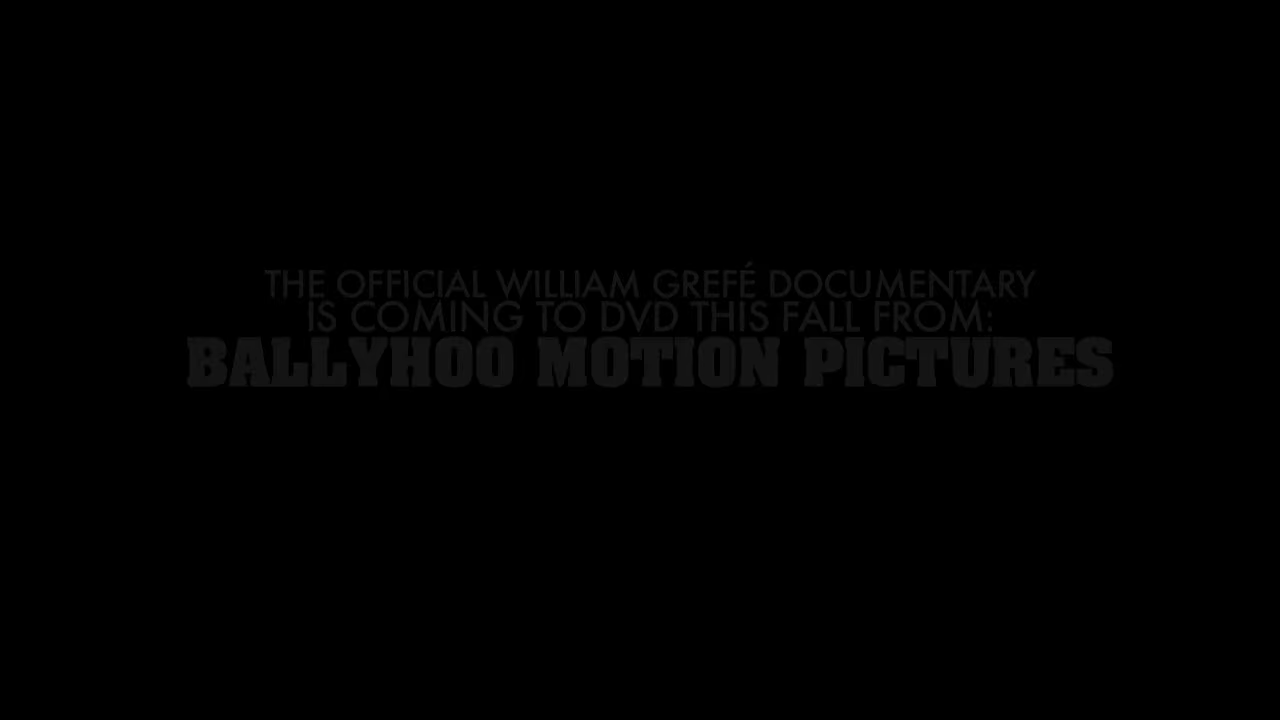 THE OFFICIAL WILLIAM GREFÉ DOCUMENTARY
IS COMING TO DVD THIS FALL FROM:
BALLYHOO MOTION PICTURES